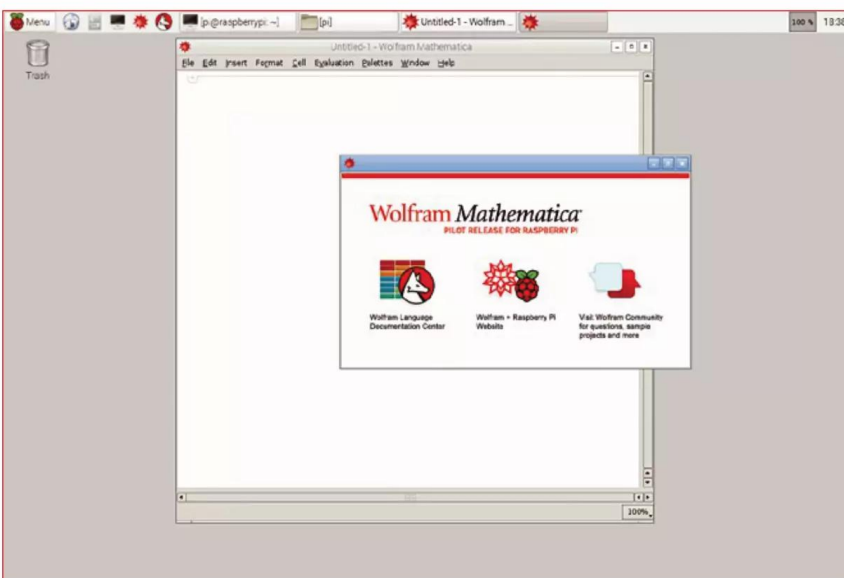 Menu
[pi@raspberrypi: ~]
[pi]
Untitled-1 - Wolfram ...
100 %
18:38
Trash
Untitled-1 - Wolfram Mathematica
File Edit Insert Format Cell Evaluation Palettes Window Help
Wolfram Mathematica
PILOT RELEASE FOR RASPBERRY PI
Wolfram Language
Documentation Center
Wolfram + Raspberry Pi
Website
Visit Wolfram Community
for questions, sample
projects and more
100%